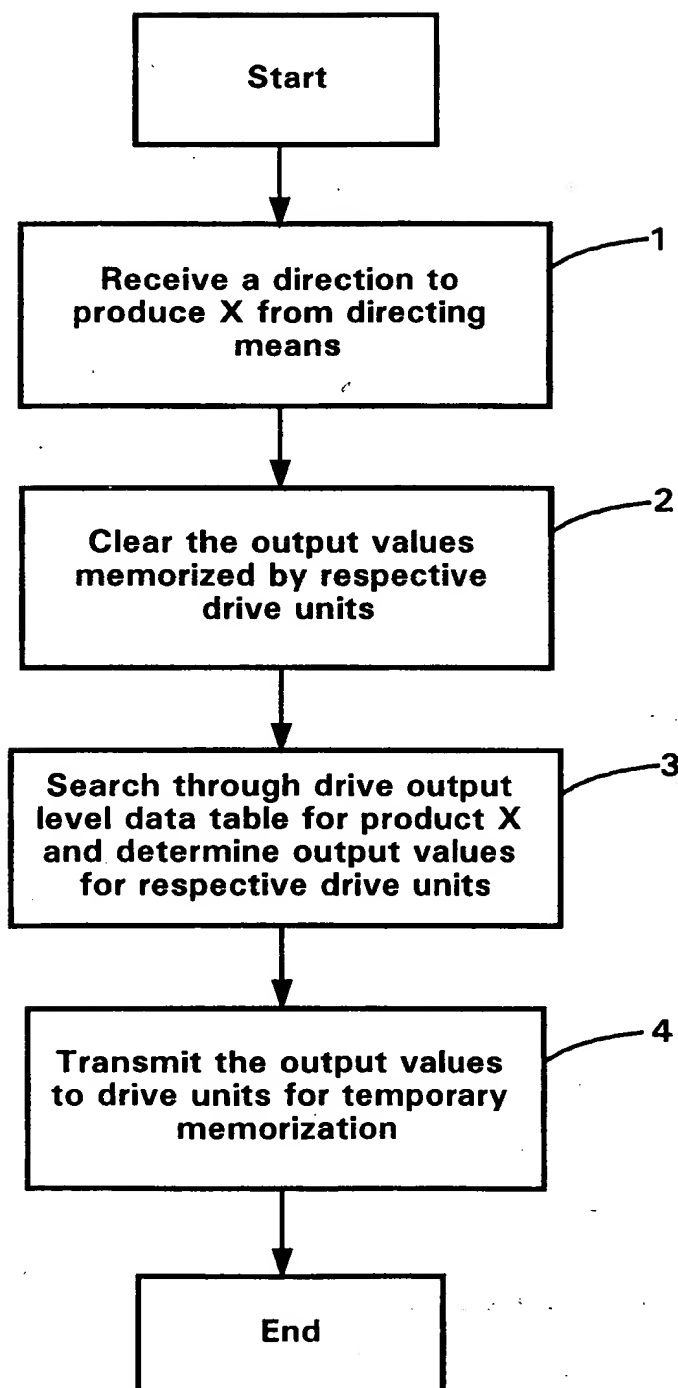 Start
1
Receive a direction to
produce X from directing
means
2
Clear the output values
memorized by respective
drive units
3
Search through drive output
level data table for product X
and determine output values
for respective drive units
4
Transmit the output values
to drive units for temporary
memorization
End